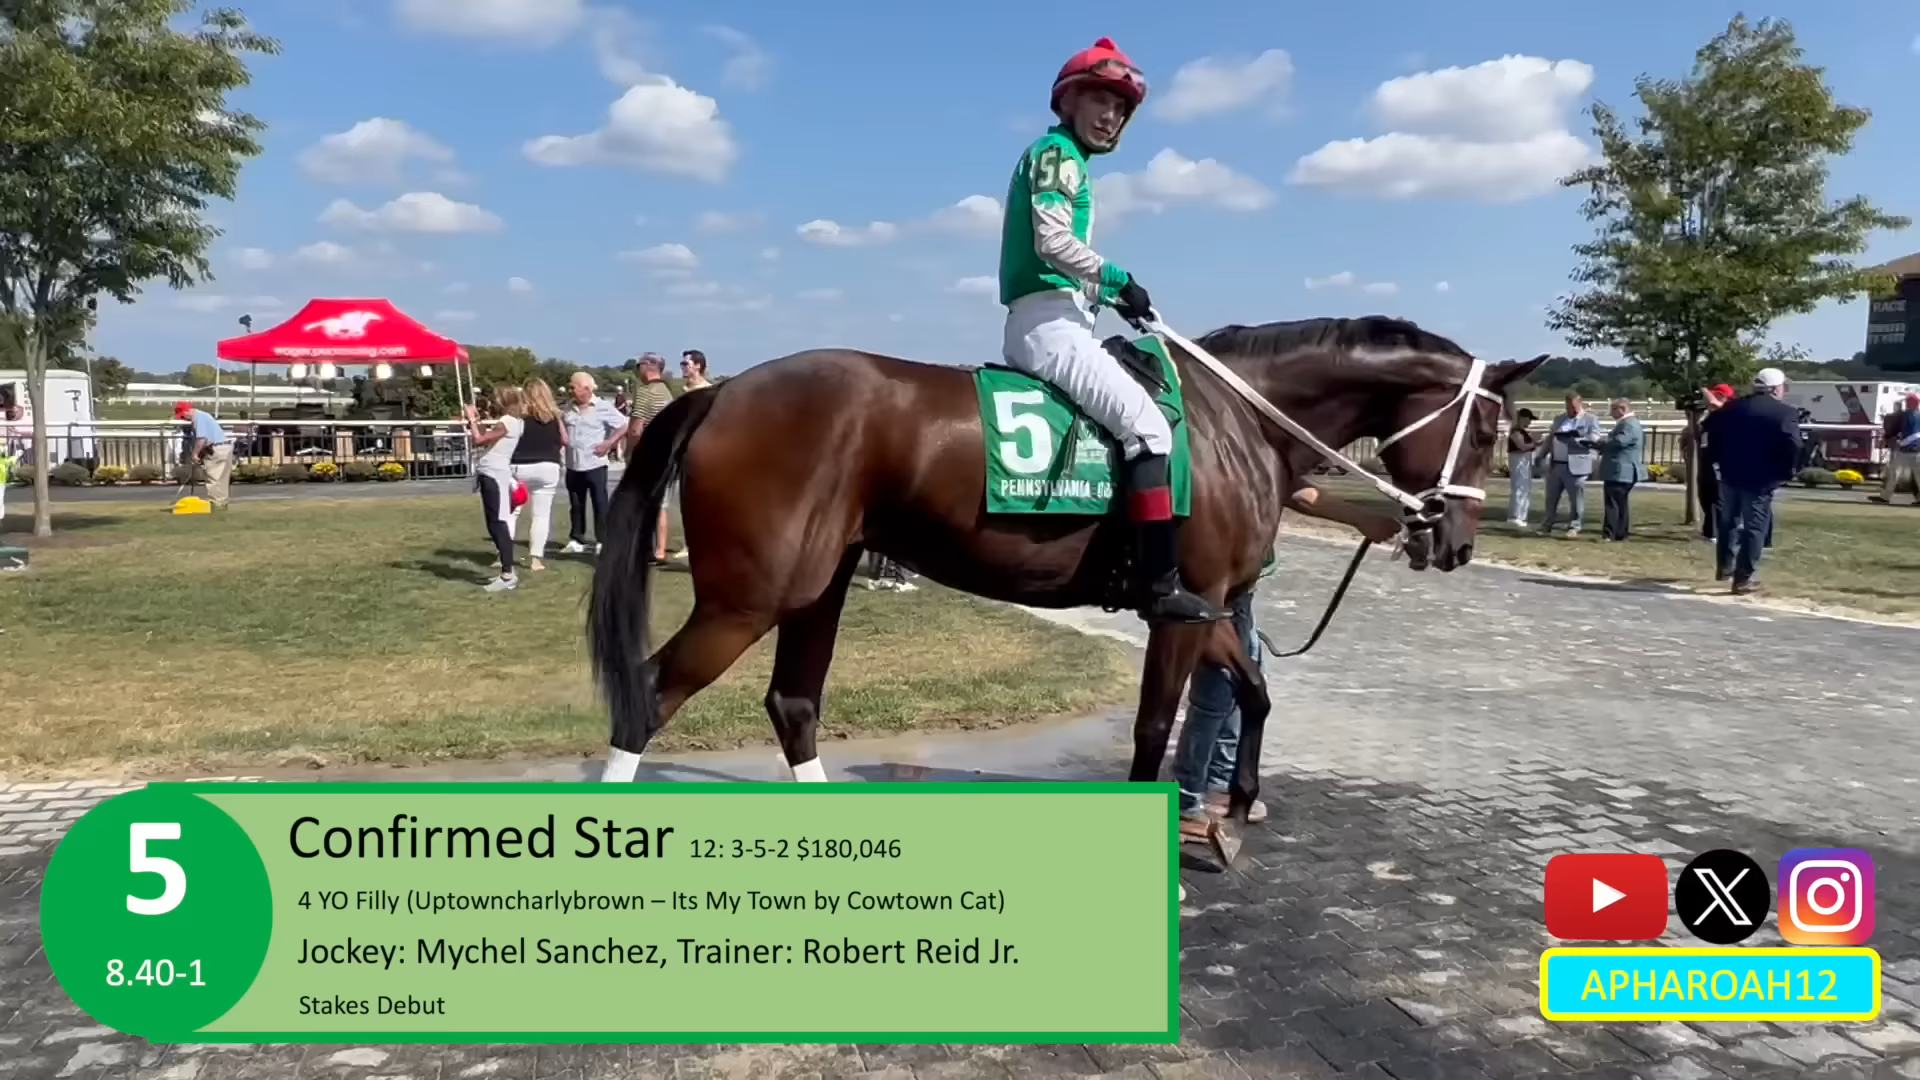 5
5
PENNSYLVANIA
RACE
5
8.40-1
Confirmed Star 12: 3-5-2 $180,046
4 YO Filly (Uptowncharlybrown – Its My Town by Cowtown Cat)
Jockey: Mychel Sanchez, Trainer: Robert Reid Jr.
Stakes Debut
APHAROAH12